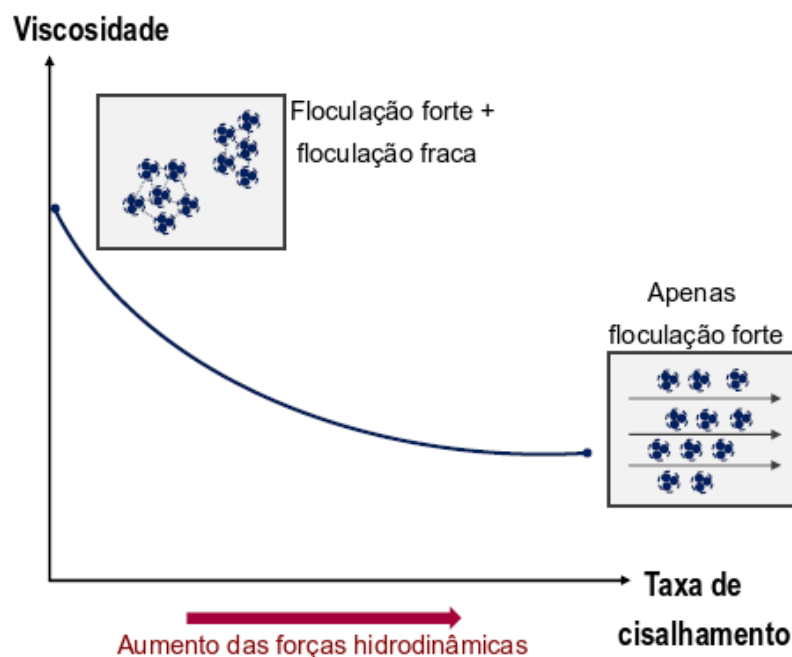 Viscosidade
Floculação forte +
floculação fraca
Apenas
floculação forte
Taxa de
cisalhamento
Aumento das forças hidrodinâmicas